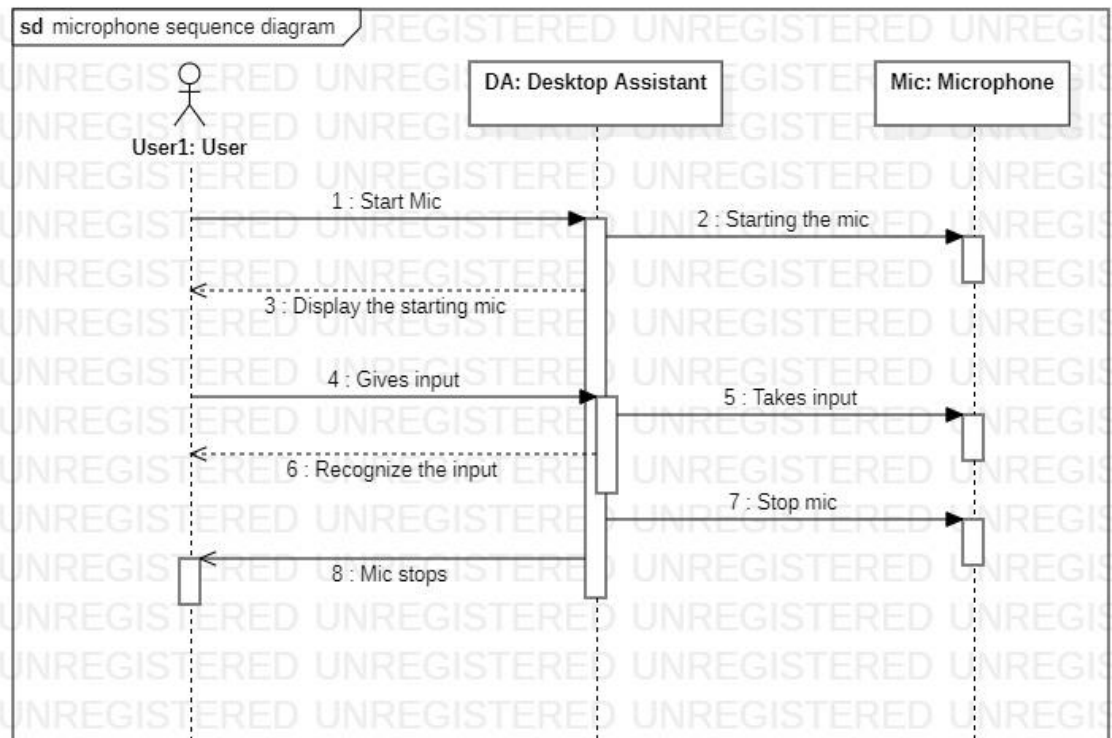 sd microphone sequence diagram
DA: Desktop Assistant
Mic: Microphone
User1: User
1 : Start Mic
2 : Starting the mic
3 : Display the starting mic
4 : Gives input
5 : Takes input
6 : Recognize the input
7 : Stop mic
8 : Mic stops
UNREGISTERED UNREGISTERED UNREGIS